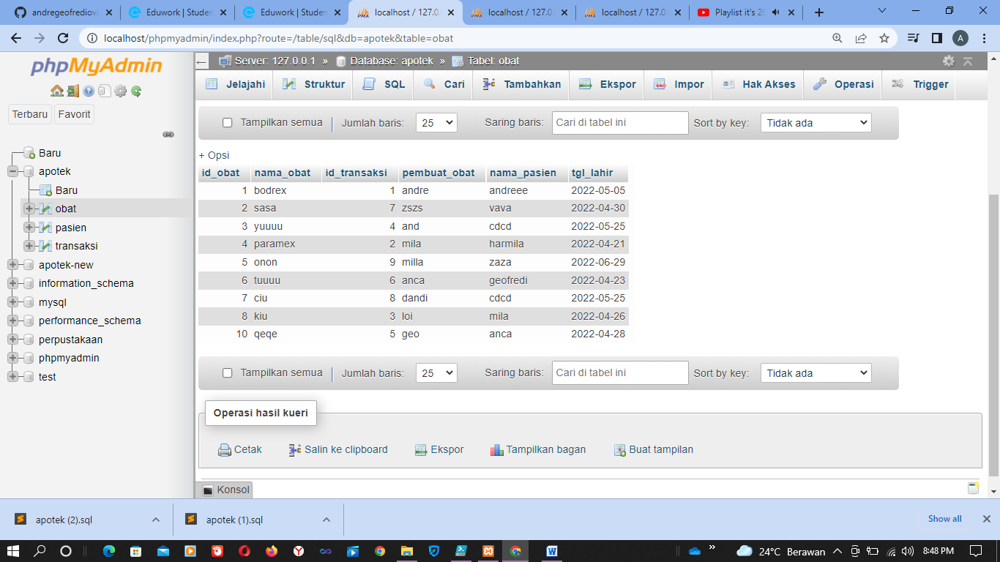 andregeofrediov
Eduwork | Studen
Eduwork | Studen
localhost / 127.0.
localhost / 127.0.
localhost / 127.0.
Playlist it's 20
localhost/phpmyadmin/index.php?route=/table/sql&db=apotek&table=obat
A
phpMyAdmin
Terbaru Favorit
Baru
apotek
Baru
obat
pasien
transaksi
apotek-new
information_schema
mysql
performance_schema
perpustakaan
phpmyadmin
test
Server: 127.0.0.1 » Database: apotek » Tabel: obat
Jelajahi Struktur SQL Cari Tambahkan Ekspor Impor Hak Akses Operasi Trigger
Tampilkan semua Jumlah baris: 25 Saring baris: Cari di tabel ini Sort by key: Tidak ada
+ Opsi
id_obat nama_obat id_transaksi pembuat_obat nama_pasien tgl_lahir
1 bodrex 1 andre andreee 2022-05-05
2 sasa 7 zszs vava 2022-04-30
3 yuuuu 4 and cdcd 2022-05-25
4 paramex 2 mila harmila 2022-04-21
5 onon 9 milla zaza 2022-06-29
6 tuuuu 6 anca geofredi 2022-04-23
7 ciu 8 dandi cdcd 2022-05-25
8 kiu 3 loi mila 2022-04-26
10 qeqe 5 geo anca 2022-04-28
Tampilkan semua Jumlah baris: 25 Saring baris: Cari di tabel ini Sort by key: Tidak ada
Operasi hasil kueri
Cetak Salin ke clipboard Ekspor Tampilkan bagan Buat tampilan
Konsol
apotek (2).sql apotek (1).sql Show all
24°C Berawan 8:48 PM